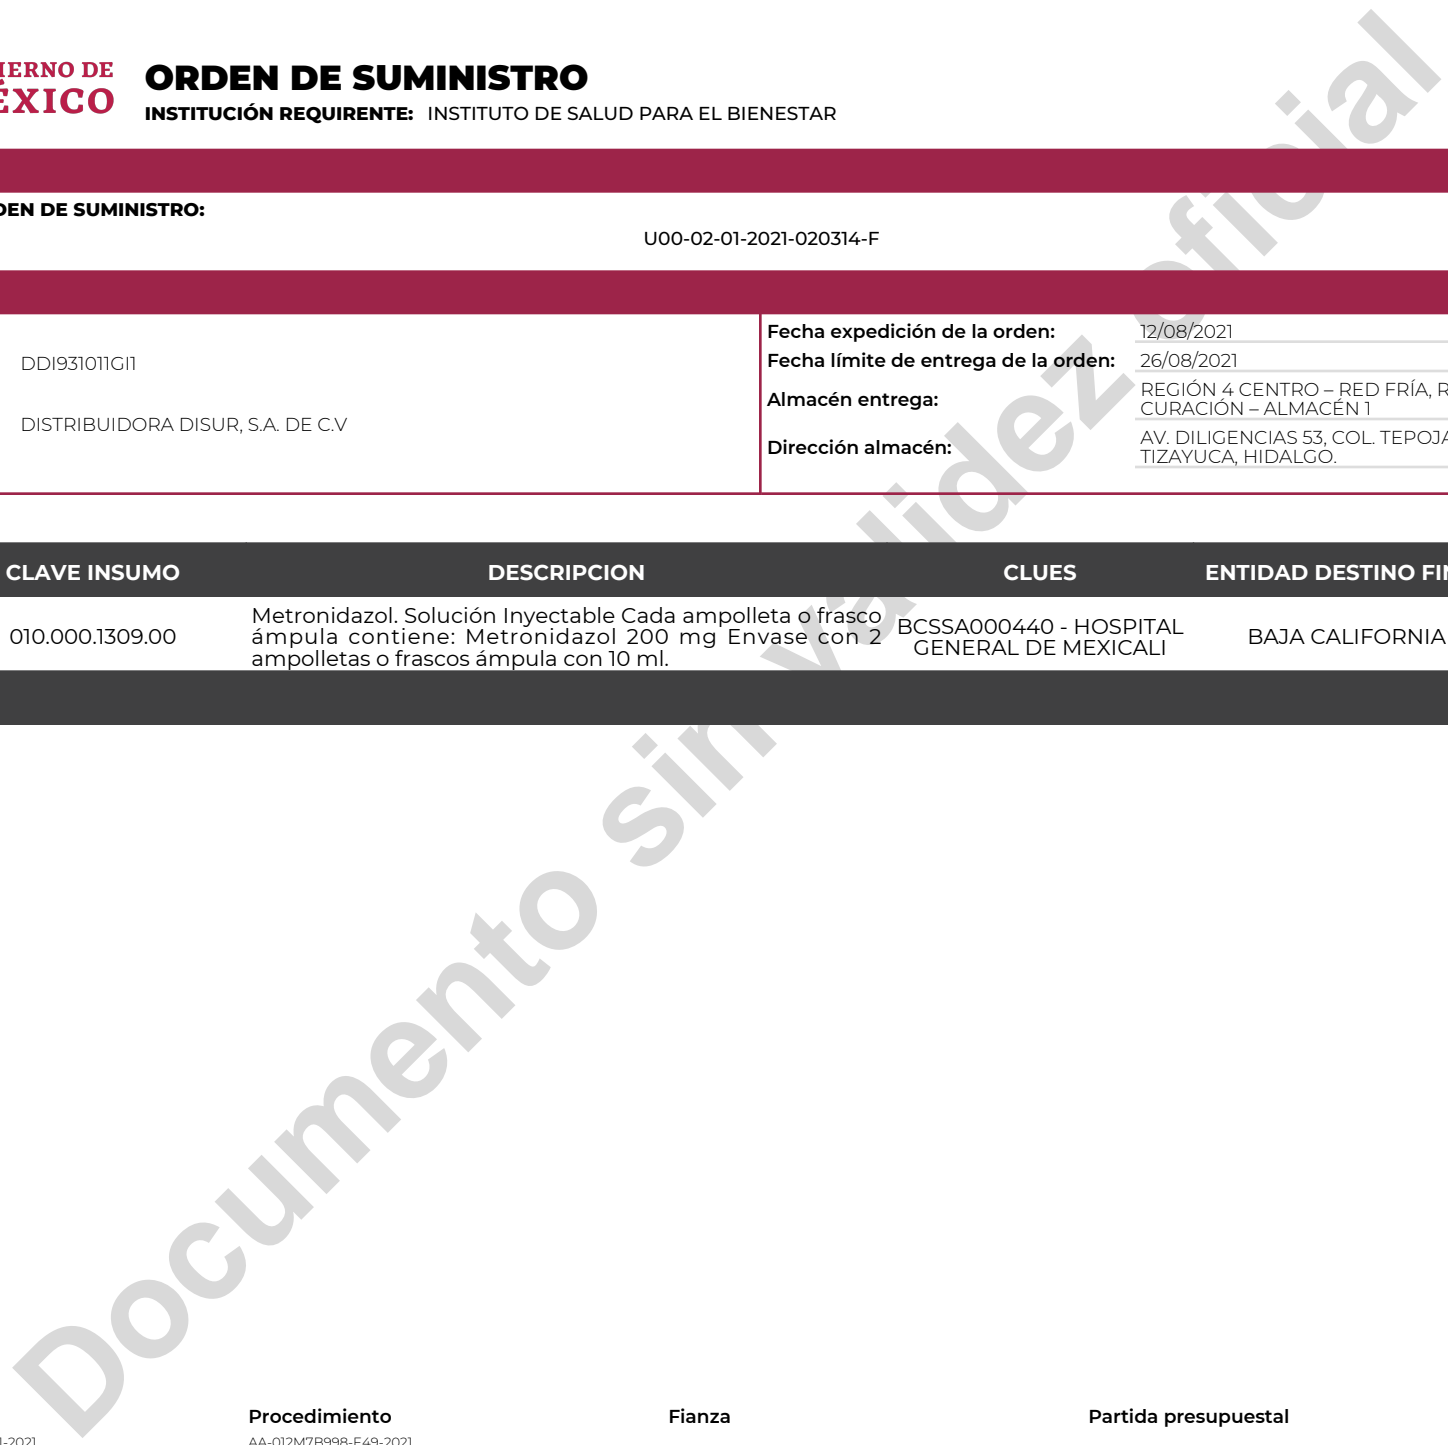 ORDEN DE SUMINISTRO
INSTITUCIÓN REQUIRENTE: INSTITUTO DE SALUD PARA EL BIENESTAR
DE
XICO
DE SUMINISTRO:
U00-02-01-2021-020314-F
DDI931011GI1
DISTRIBUIDORA DISUR, S.A. DE C.V
Fecha expedición de la orden: 12/08/2021
Fecha límite de entrega de la orden: 26/08/2021
Almacén entrega: REGIÓN 4 CENTRO – RED FRÍA,
CURACIÓN – ALMACÉN 1
Dirección almacén: AV. DILIGENCIAS 53, COL.
TIZAYUCA, HIDALGO.
CLAVE INSUMO DESCRIPCION CLUES ENTIDAD DESTINO
010.000.1309.00
Metronidazol. Solución Inyectable Cada ampolleta o frasco
ámpula contiene: Metronidazol 200 mg Envase con 2
ampolletas o frascos ámpula con 10 ml.
BCSSA000440 - HOSPITAL
GENERAL DE MEXICALI
BAJA CALIFORNIA
Documento sin validez oficial
Procedimiento Fianza Partida presupuestal
AA-012M7B998-E49-2021